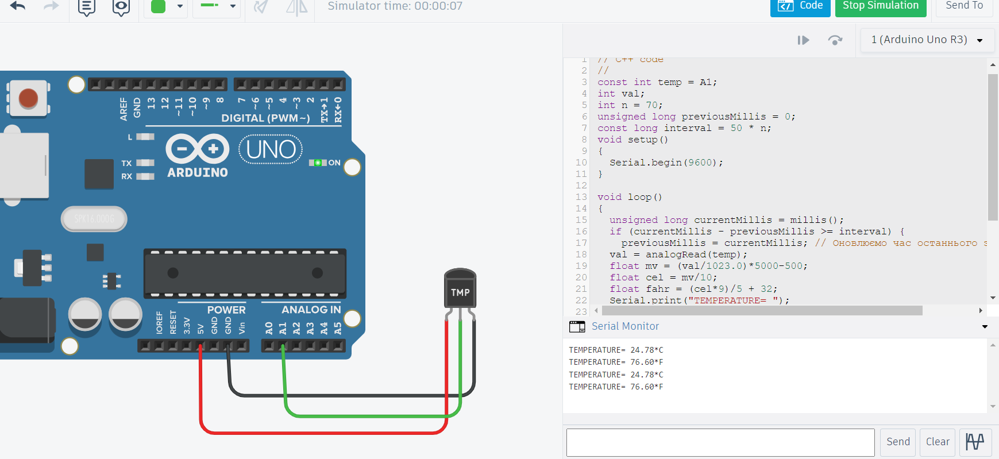 Simulator time: 00:00:07
Code
Stop Simulation
Send To
1 (Arduino Uno R3)
AREF
GND
13
12
~11
~10
~9
8
7
~6
~5
4
~3
2
TX→1
RX←0
DIGITAL (PWM~)
L
TX
RX
ARDUINO
UNO
ON
SPK16.000G
POWER
ANALOG IN
IOREF
RESET
3.3V
5V
GND
GND
Vin
A0
A1
A2
A3
A4
A5
TMP
1 // C++ code
2 //
3 const int temp = A1;
4 int val;
5 int n = 70;
6 unsigned long previousMillis = 0;
7 const long interval = 50 * n;
8 void setup()
9 {
10 Serial.begin(9600);
11 }
12
13 void loop()
14 {
15 unsigned long currentMillis = millis();
16 if (currentMillis - previousMillis >= interval) {
17 previousMillis = currentMillis; // Оновлюємо час останнього з
18 val = analogRead(temp);
19 float mv = (val/1023.0)*5000-500;
20 float cel = mv/10;
21 float fahr = (cel*9)/5 + 32;
22 Serial.print("TEMPERATURE= ");
23
Serial Monitor
TEMPERATURE= 24.78*C
TEMPERATURE= 76.60*F
TEMPERATURE= 24.78*C
TEMPERATURE= 76.60*F
Send
Clear